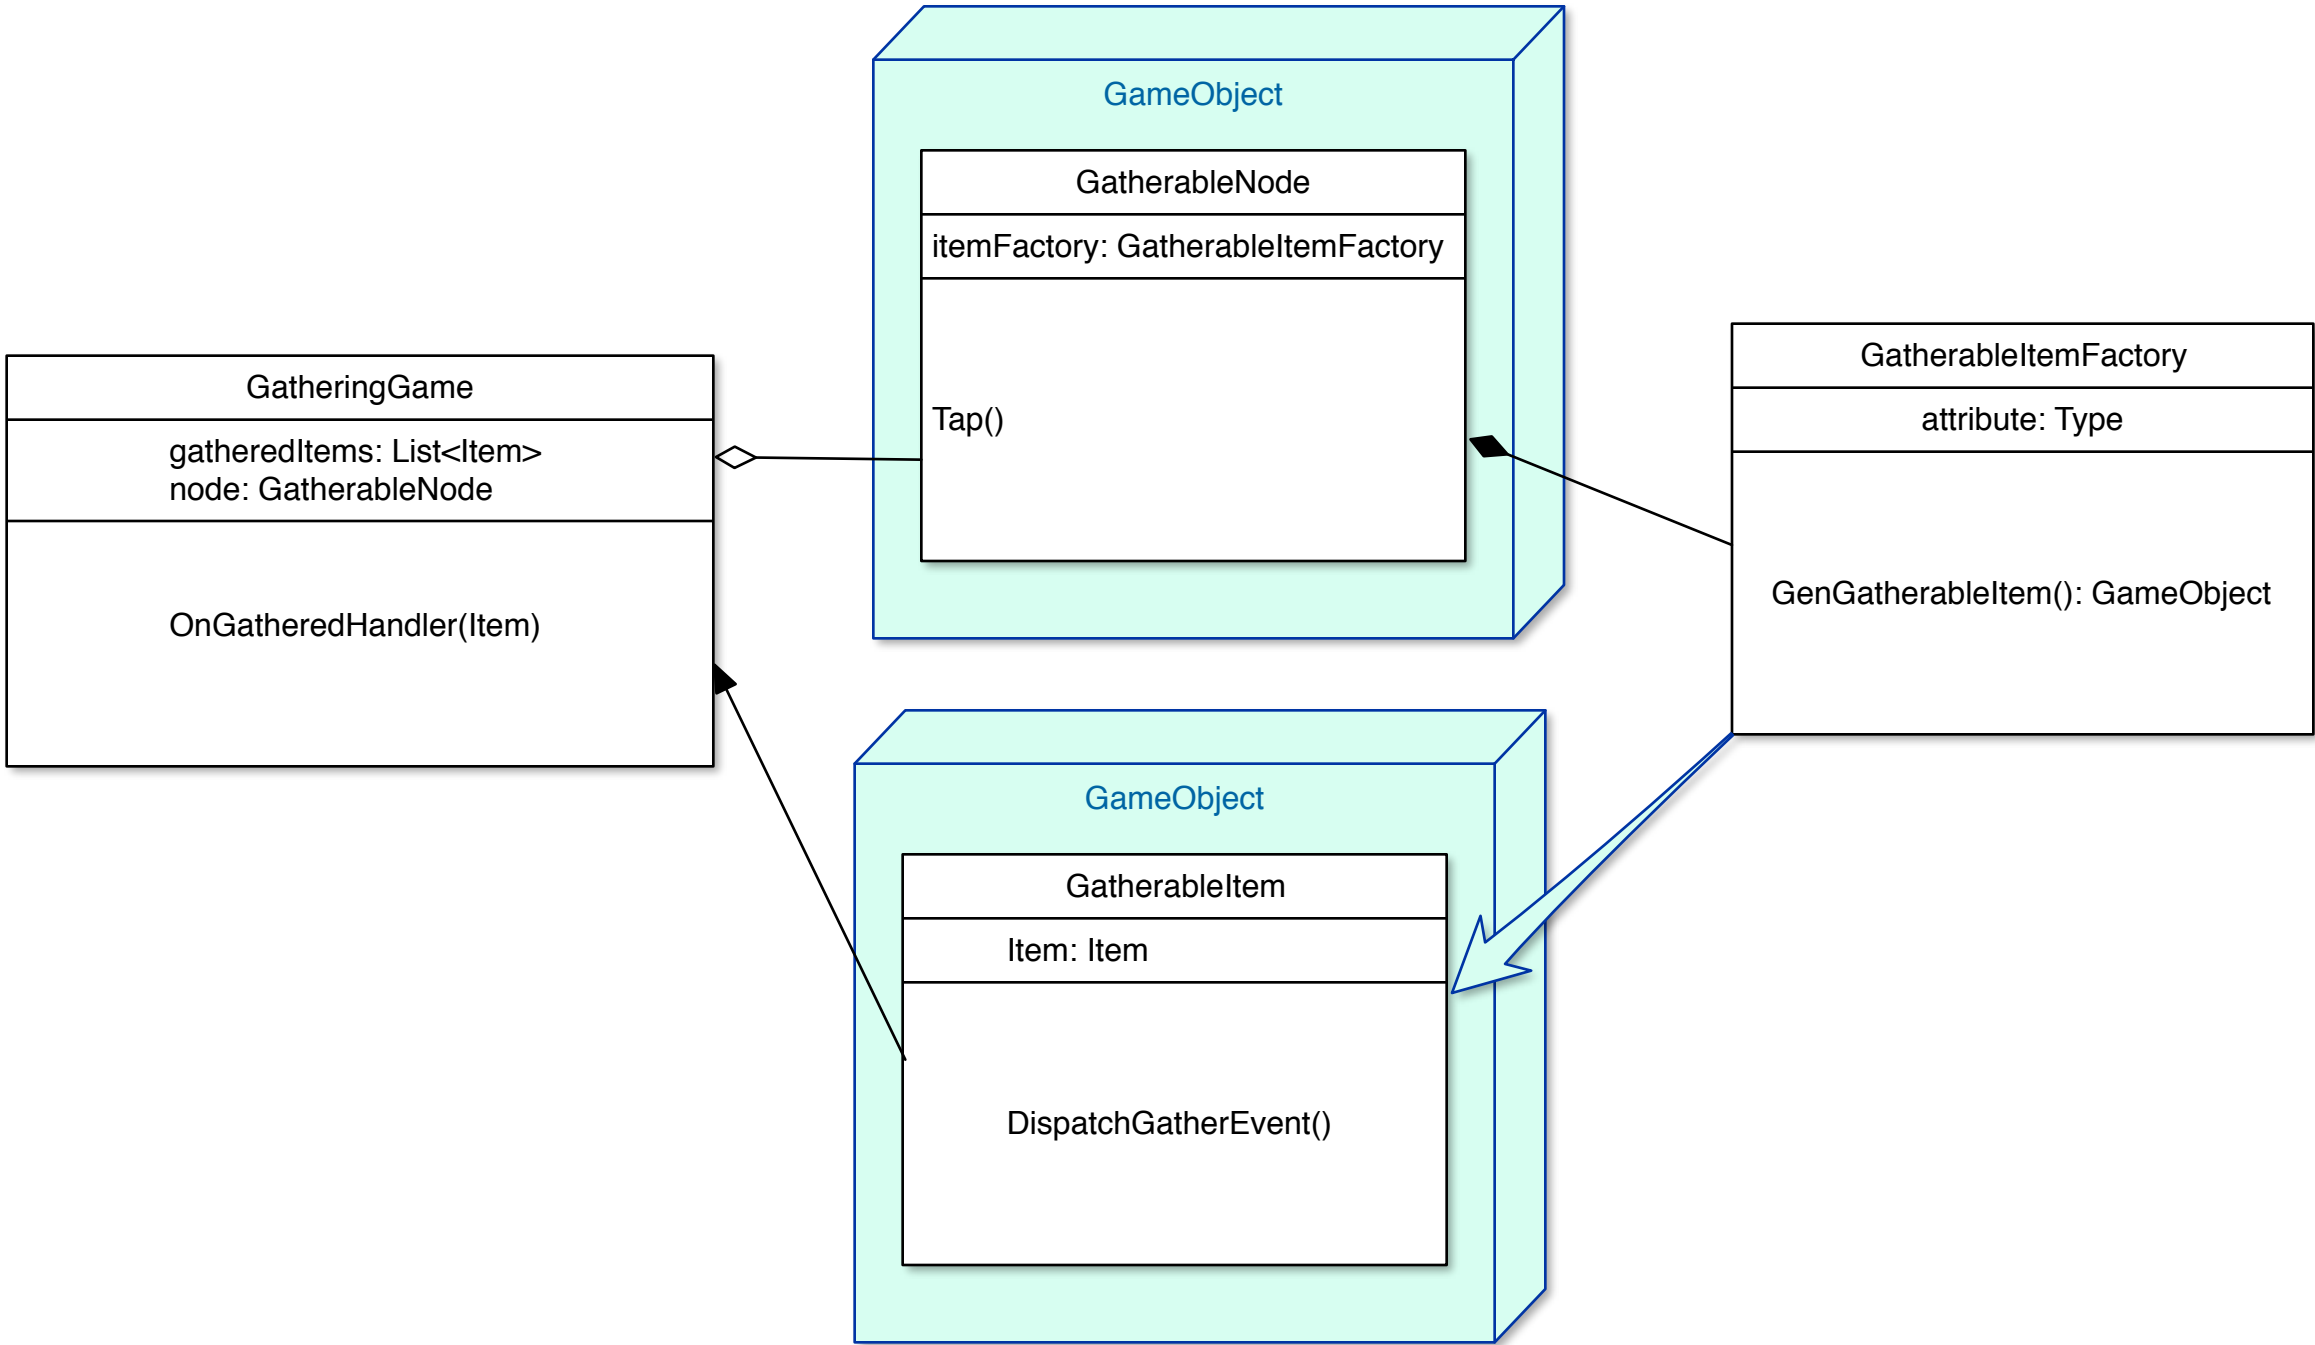 GameObject
GatherableNode
itemFactory: GatherableItemFactory
Tap()
GatheringGame
gatheredItems: List<Item>
node: GatherableNode
OnGatheredHandler(Item)
GatherableItemFactory
attribute: Type
GenGatherableItem(): GameObject
GameObject
GatherableItem
Item: Item
DispatchGatherEvent()